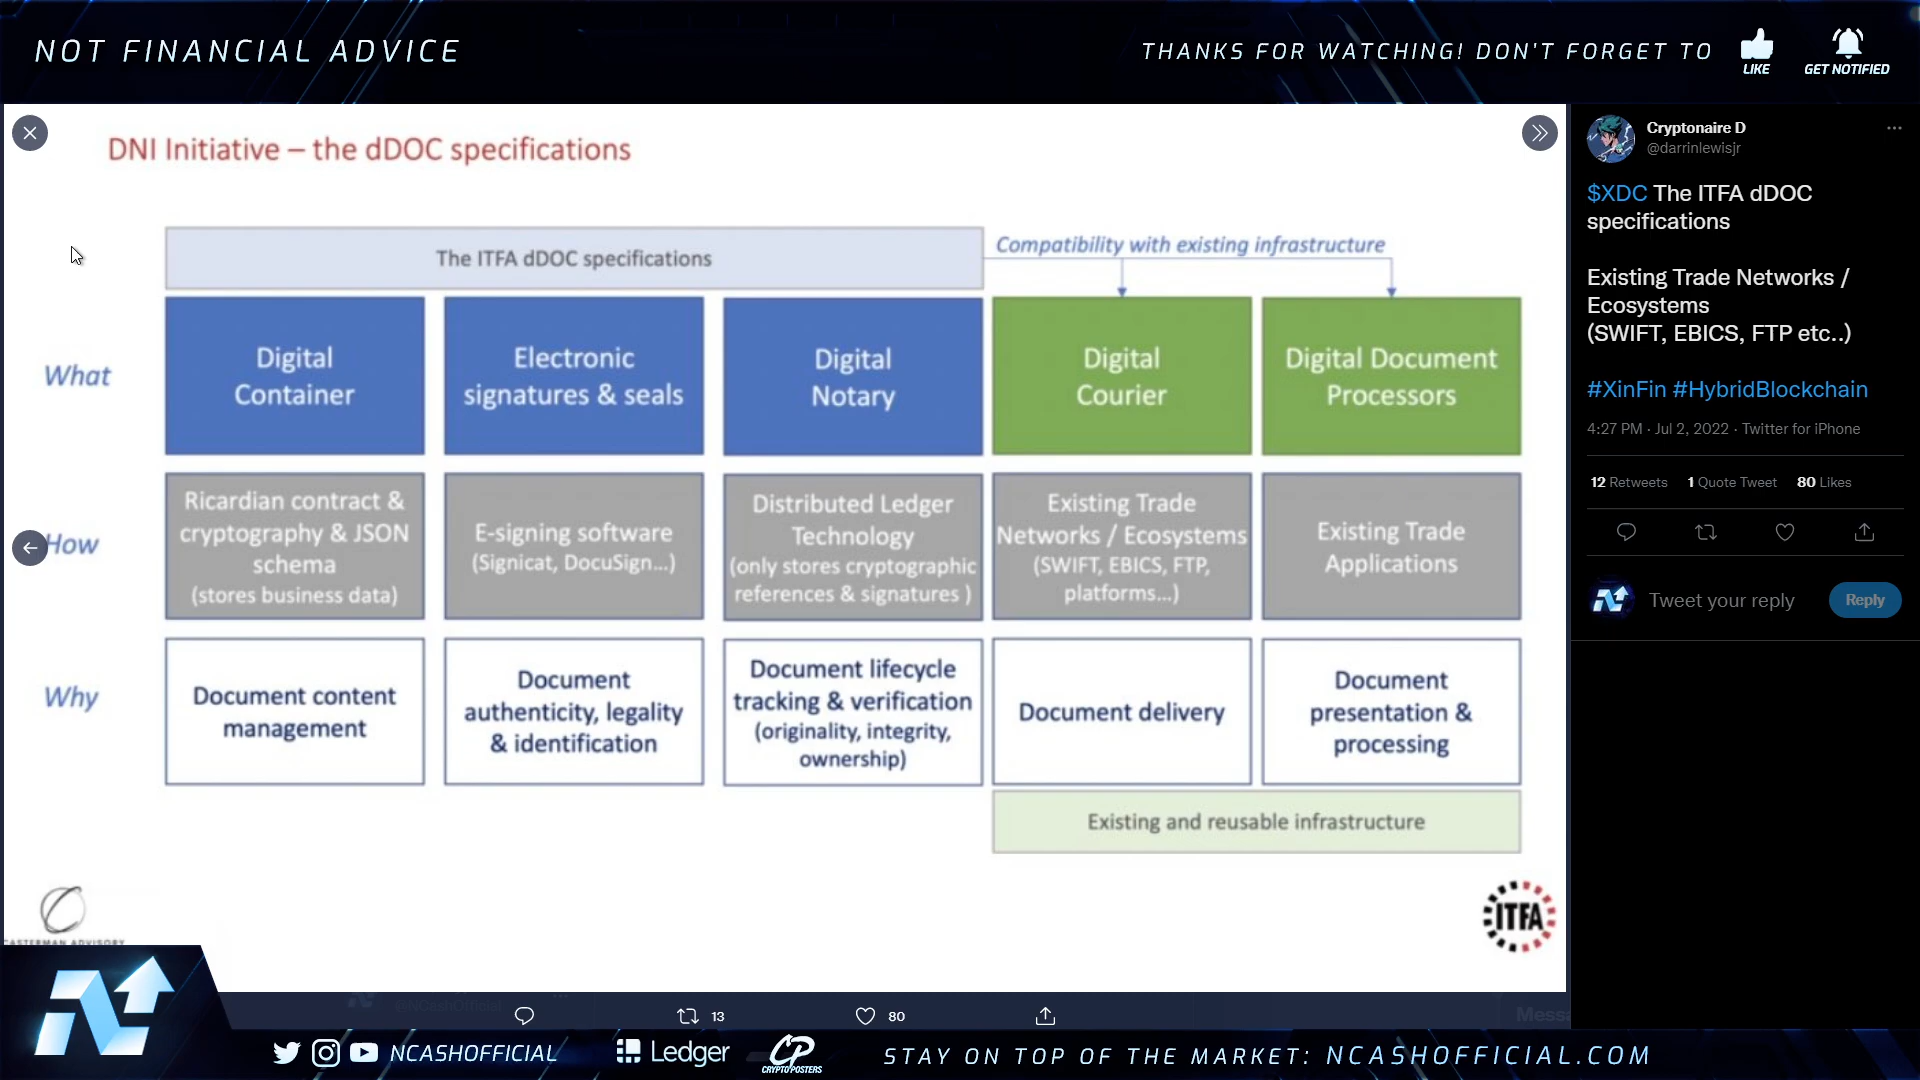 NOT FINANCIAL ADVICE
THANKS FOR WATCHING! DON'T FORGET TO
LIKE
GET NOTIFIED
DNI Initiative – the dDOC specifications
The ITFA dDOC specifications
Compatibility with existing infrastructure
What
Digital
Container
Electronic
signatures & seals
Digital
Notary
Digital
Courier
Digital Document
Processors
How
Ricardian contract &
cryptography & JSON
schema
(stores business data)
E-signing software
(Signicat, DocuSign...)
Distributed Ledger
Technology
(only stores cryptographic
references & signatures )
Existing Trade
Networks / Ecosystems
(SWIFT, EBICS, FTP,
platforms...)
Existing Trade
Applications
Why
Document content
management
Document
authenticity, legality
& identification
Document lifecycle
tracking & verification
(originality, integrity,
ownership)
Document delivery
Document
presentation &
processing
Existing and reusable infrastructure
CASTERMAN ADVISORY
ITFA
@NCashOfficial
13
80
Messa
Cryptonaire D
@darrinlewisjr
$XDC The ITFA dDOC
specifications
Existing Trade Networks /
Ecosystems
(SWIFT, EBICS, FTP etc..)
#XinFin #HybridBlockchain
4:27 PM · Jul 2, 2022 · Twitter for iPhone
12 Retweets 1 Quote Tweet 80 Likes
Tweet your reply
Reply
NCASHOFFICIAL
Ledger
CP
CRYPTOPOSTERS
STAY ON TOP OF THE MARKET: NCASHOFFICIAL.COM